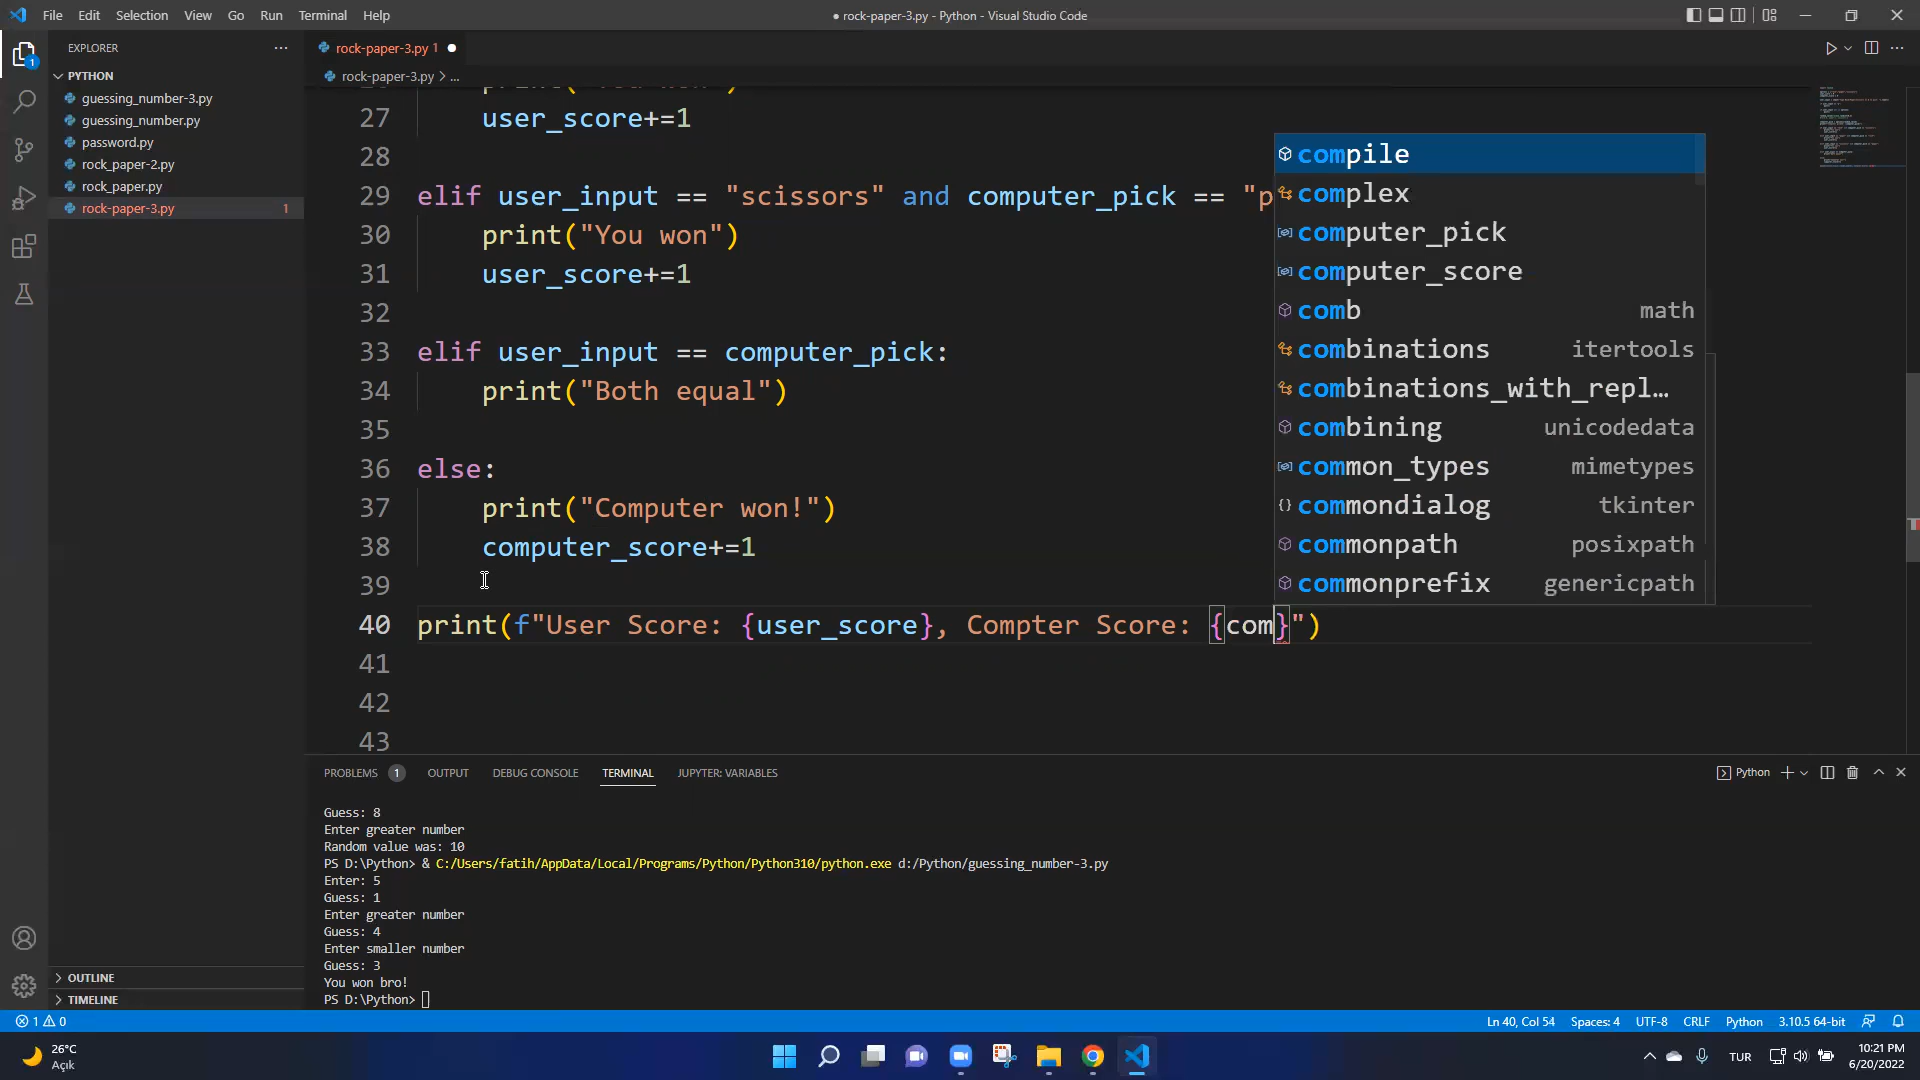 File Edit Selection View Go Run Terminal Help
● rock-paper-3.py - Python - Visual Studio Code
EXPLORER
PYTHON
guessing_number-3.py
guessing_number.py
password.py
rock_paper-2.py
rock_paper.py
rock-paper-3.py 1
OUTLINE
TIMELINE
1
rock-paper-3.py 1 ●
rock-paper-3.py > ...
27 user_score+=1
28
29 elif user_input == "scissors" and computer_pick == "p
30 print("You won")
31 user_score+=1
32
33 elif user_input == computer_pick:
34 print("Both equal")
35
36 else:
37 print("Computer won!")
38 computer_score+=1
39
40 print(f"User Score: {user_score}, Compter Score: {com}")
41
42
43
compile
complex
computer_pick
computer_score
comb math
combinations itertools
combinations_with_repl…
combining unicodedata
common_types mimetypes
commondialog tkinter
commonpath posixpath
commonprefix genericpath
PROBLEMS 1 OUTPUT DEBUG CONSOLE TERMINAL JUPYTER: VARIABLES
Python
Guess: 8
Enter greater number
Random value was: 10
PS D:\Python> & C:/Users/fatih/AppData/Local/Programs/Python/Python310/python.exe d:/Python/guessing_number-3.py
Enter: 5
Guess: 1
Enter greater number
Guess: 4
Enter smaller number
Guess: 3
You won bro!
PS D:\Python>
1 0
Ln 40, Col 54 Spaces: 4 UTF-8 CRLF Python 3.10.5 64-bit
26°C
Açık
TUR
10:21 PM
6/20/2022